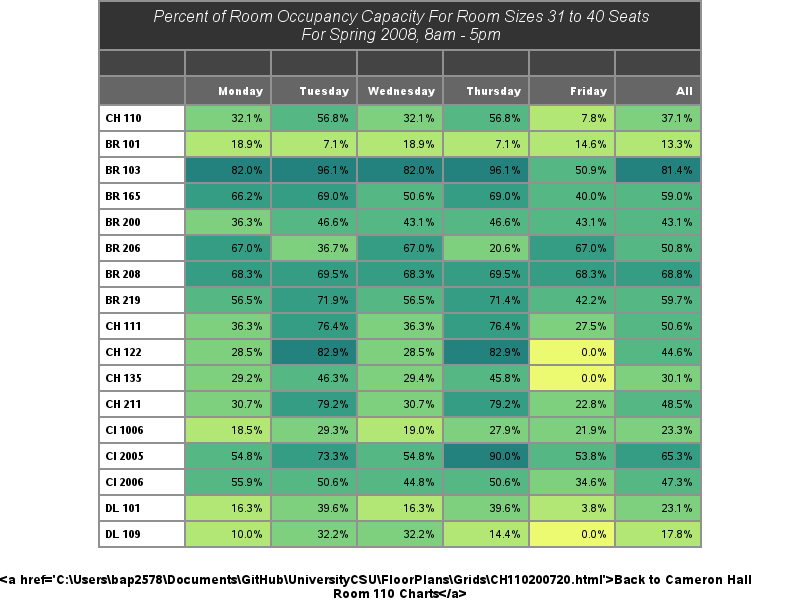 Percent of Room Occupancy Capacity For Room Sizes 31 to 40 Seats
For Spring 2008, 8am - 5pm
Monday Tuesday Wednesday Thursday Friday All
CH 110 32.1% 56.8% 32.1% 56.8% 7.8% 37.1%
BR 101 18.9% 7.1% 18.9% 7.1% 14.6% 13.3%
BR 103 82.0% 96.1% 82.0% 96.1% 50.9% 81.4%
BR 165 66.2% 69.0% 50.6% 69.0% 40.0% 59.0%
BR 200 36.3% 46.6% 43.1% 46.6% 43.1% 43.1%
BR 206 67.0% 36.7% 67.0% 20.6% 67.0% 50.8%
BR 208 68.3% 69.5% 68.3% 69.5% 68.3% 68.8%
BR 219 56.5% 71.9% 56.5% 71.4% 42.2% 59.7%
CH 111 36.3% 76.4% 36.3% 76.4% 27.5% 50.6%
CH 122 28.5% 82.9% 28.5% 82.9% 0.0% 44.6%
CH 135 29.2% 46.3% 29.4% 45.8% 0.0% 30.1%
CH 211 30.7% 79.2% 30.7% 79.2% 22.8% 48.5%
CI 1006 18.5% 29.3% 19.0% 27.9% 21.9% 23.3%
CI 2005 54.8% 73.3% 54.8% 90.0% 53.8% 65.3%
CI 2006 55.9% 50.6% 44.8% 50.6% 34.6% 47.3%
DL 101 16.3% 39.6% 16.3% 39.6% 3.8% 23.1%
DL 109 10.0% 32.2% 32.2% 14.4% 0.0% 17.8%
<a href='C:\Users\bap2578\Documents\GitHub\UniversityCSU\FloorPlans\Grids\CH110200720.html'>Back to Cameron Hall
Room 110 Charts</a>